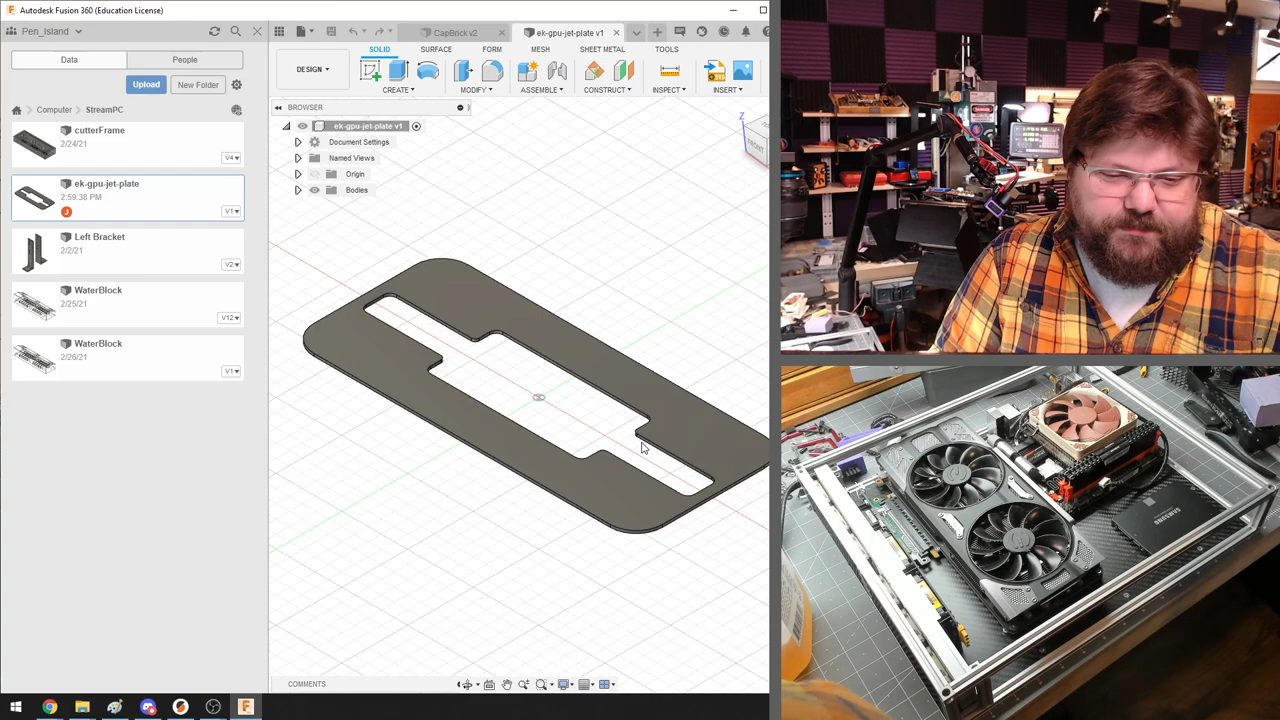 Autodesk Fusion 360 (Education License)
Pen_Island
CapBrick v2
ek-gpu-jet-plate v1
Data
People
Upload
New Folder
Computer
StreamPC
cutterFrame
2/24/21
V4
ek-gpu-jet-plate
2:59:38 PM
J
V1
Left Bracket
2/2/21
V2
WaterBlock
2/25/21
V12
WaterBlock
2/26/21
V1
SOLID
SURFACE
FORM
MESH
SHEET METAL
TOOLS
DESIGN
CREATE
MODIFY
ASSEMBLE
CONSTRUCT
INSPECT
INSERT
BROWSER
ek-gpu-jet-plate v1
Document Settings
Named Views
Origin
Bodies
Z
FRONT
COMMENTS
DANGER
SAMSUNG